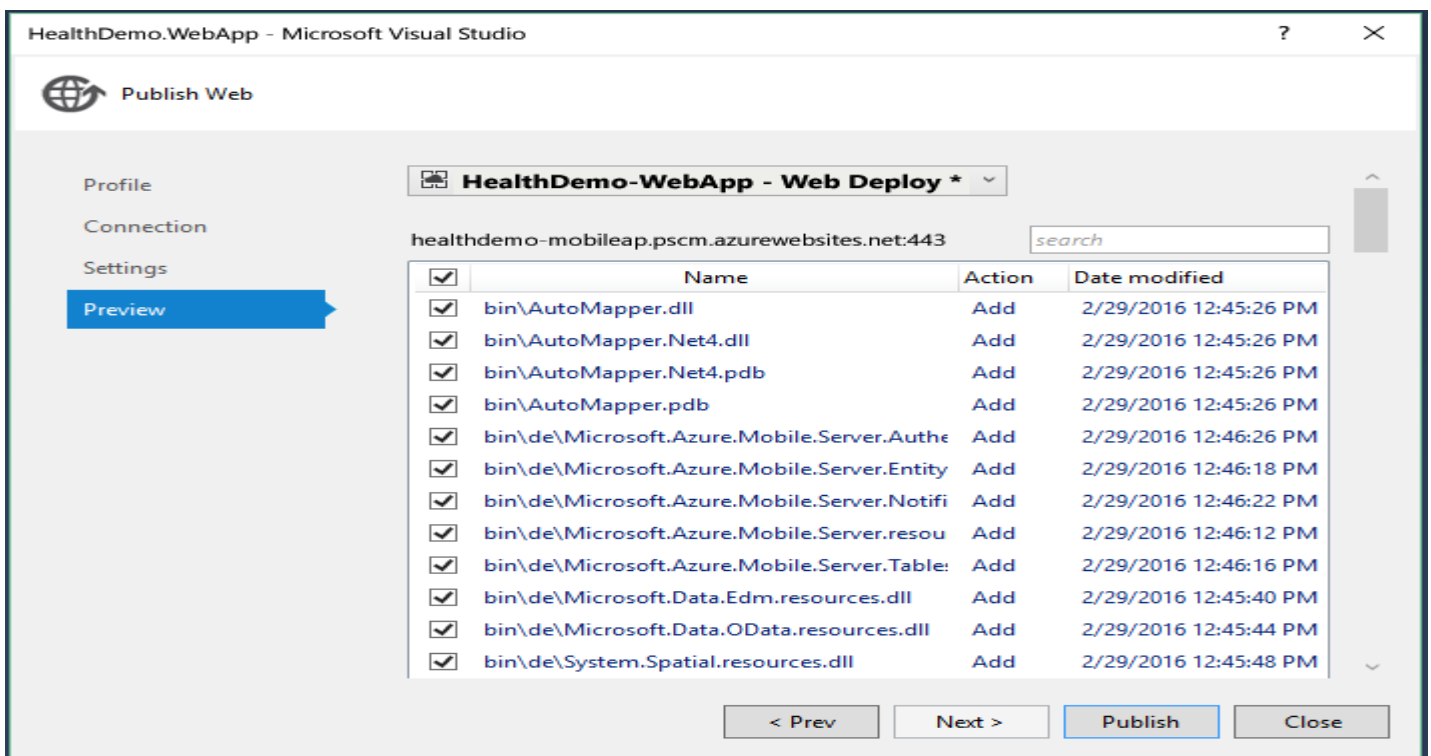 HealthDemo.WebApp - Microsoft Visual Studio ? ×
Publish Web
Profile
Connection
Settings
Preview
HealthDemo-WebApp - Web Deploy *
healthdemo-mobileap.pscm.azurewebsites.net:443 search
Name Action Date modified
bin\AutoMapper.dll Add 2/29/2016 12:45:26 PM
bin\AutoMapper.Net4.dll Add 2/29/2016 12:45:26 PM
bin\AutoMapper.Net4.pdb Add 2/29/2016 12:45:26 PM
bin\AutoMapper.pdb Add 2/29/2016 12:45:26 PM
bin\de\Microsoft.Azure.Mobile.Server.Authe Add 2/29/2016 12:46:26 PM
bin\de\Microsoft.Azure.Mobile.Server.Entity Add 2/29/2016 12:46:18 PM
bin\de\Microsoft.Azure.Mobile.Server.Notifi Add 2/29/2016 12:46:22 PM
bin\de\Microsoft.Azure.Mobile.Server.resou Add 2/29/2016 12:46:12 PM
bin\de\Microsoft.Azure.Mobile.Server.Tables Add 2/29/2016 12:46:16 PM
bin\de\Microsoft.Data.Edm.resources.dll Add 2/29/2016 12:45:40 PM
bin\de\Microsoft.Data.OData.resources.dll Add 2/29/2016 12:45:44 PM
bin\de\System.Spatial.resources.dll Add 2/29/2016 12:45:48 PM
< Prev Next > Publish Close